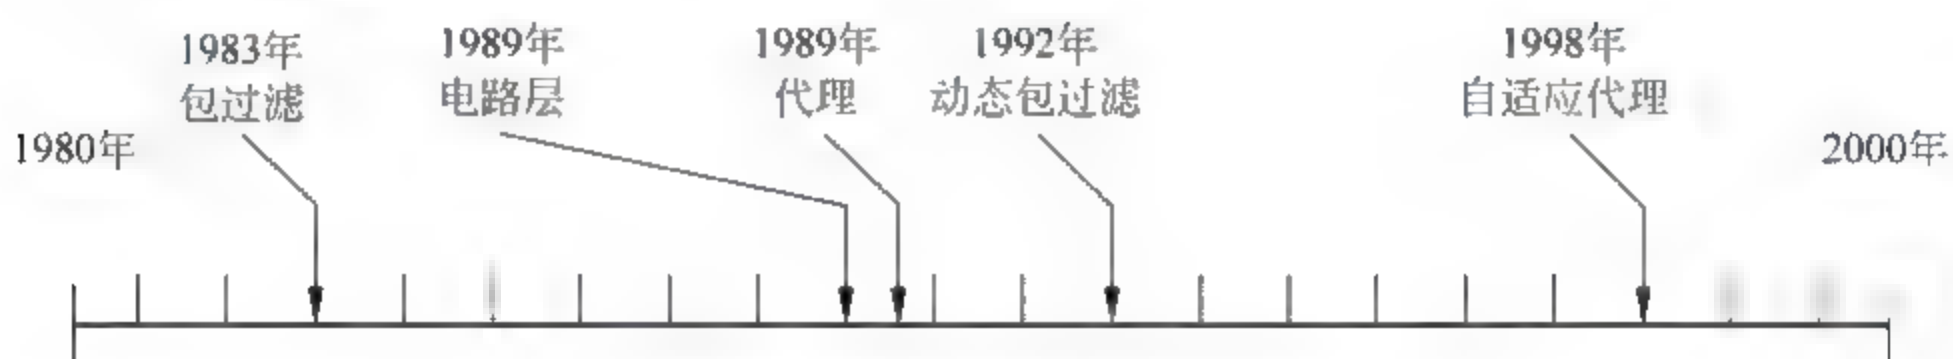 1983年
包过滤
1989年
电路层
1989年
代理
1992年
动态包过滤
1998年
自适应代理
1980年
2000年